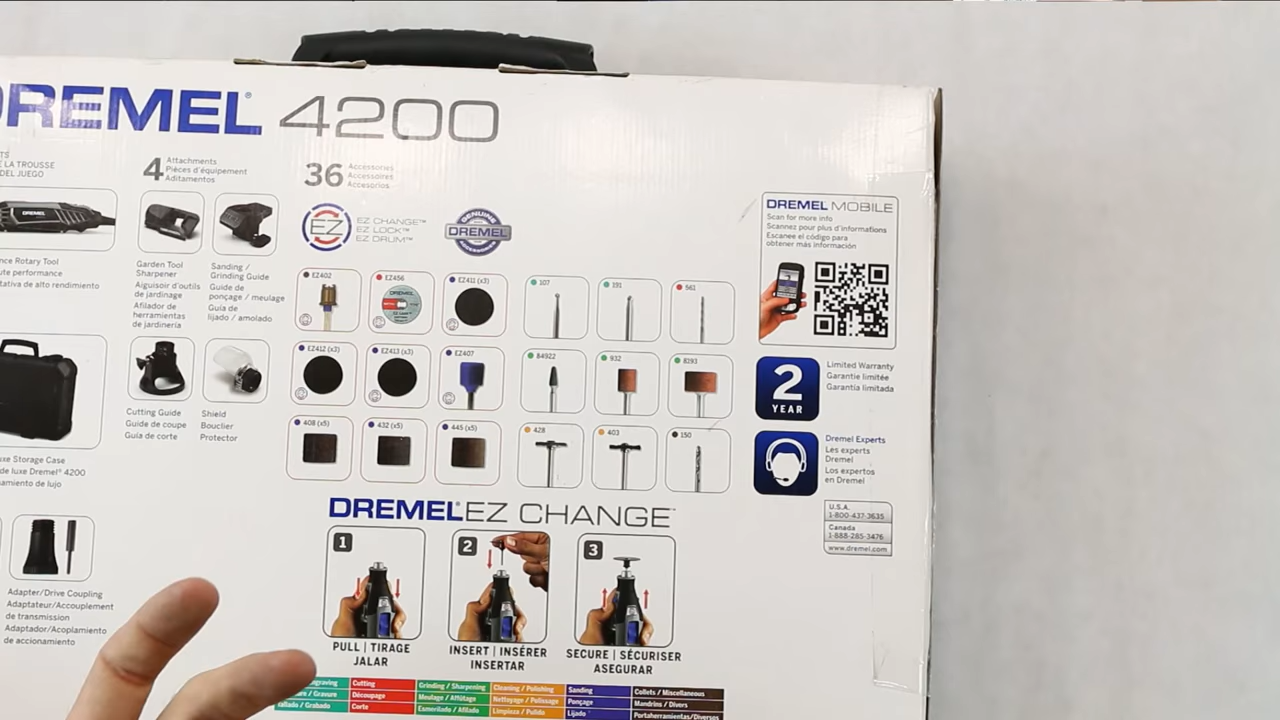 DREMEL® 4200
LA TROUSSE
DEL JUEGO
4 Attachments
Pièces d'équipement
Aditamentos
36 Accessories
Accessoires
Accesorios
EZ
EZ CHANGE™
EZ LOCK™
EZ DRUM™
GENUINE
DREMEL
DREMEL
nce Rotary Tool
ute performance
tativa de alto rendimiento
Garden Tool
Sharpener
Aiguisoir d'outils
de jardinage
Afilador de
herramientas
de jardinería
Sanding /
Grinding Guide
Guide de
ponçage / meulage
Guía de
lijado / amolado
EZ402
EZ456
EZ411 (x3)
107
191
561
EZ412 (x3)
EZ413 (x3)
EZ407
84922
932
8193
408 (x5)
432 (x5)
445 (x5)
428
403
150
Cutting Guide
Guide de coupe
Guía de corte
Shield
Bouclier
Protector
uxe Storage Case
de luxe Dremel® 4200
amiento de lujo
DREMEL MOBILE
Scan for more info
Scannez pour plus d'informations
Escanee el código para
obtener más información
2
YEAR
Limited Warranty
Garantie limitée
Garantía limitada
Dremel Experts
Les experts
Dremel
Los expertos
en Dremel
U.S.A.
1-800-437-3635
Canada
1-888-285-3476
www.dremel.com
Adapter/Drive Coupling
Adaptateur/Accouplement
de transmission
Adaptador/Acoplamiento
de accionamiento
DREMEL® EZ CHANGE™
1
2
3
PULL | TIRAGE
JALAR
INSERT | INSÉRER
INSERTAR
SECURE | SÉCURISER
ASEGURAR
Cutting
Découpage
Corte
Grinding / Sharpening
Meulage / Affûtage
Esmerilado / Afilado
Cleaning / Polishing
Nettoyage / Polissage
Limpieza / Pulido
Sanding
Ponçage
Lijado
Collets / Miscellaneous
Mandrins / Divers
Portaherramientas/Diversos